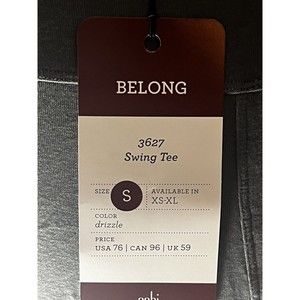 BELONG
3627
Swing Tee
SIZE
S
AVAILABLE IN
XS-XL
COLOR
drizzle
PRICE
USA 76 | CAN 96 | UK 59